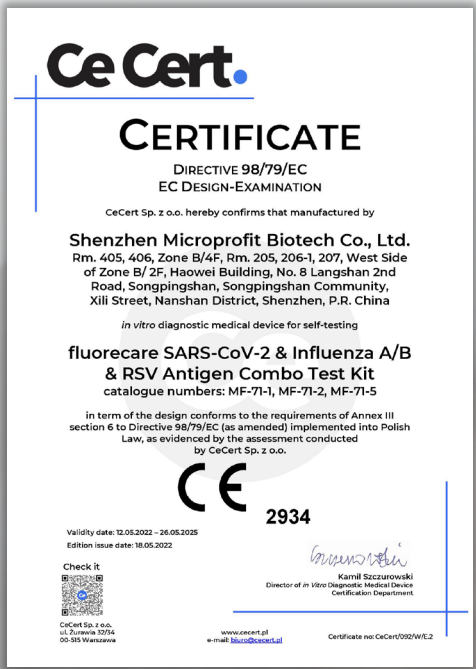 Ce Cert.
CERTIFICATE
DIRECTIVE 98/79/EC
EC DESIGN-EXAMINATION
CeCert Sp. z o.o. hereby confirms that manufactured by
Shenzhen Microprofit Biotech Co., Ltd.
Rm. 405, 406, Zone B/4F, Rm. 205, 206-1, 207, West Side
of Zone B/ 2F, Haowei Building, No. 8 Langshan 2nd
Road, Songpingshan, Songpingshan Community,
Xili Street, Nanshan District, Shenzhen, P.R. China
in vitro diagnostic medical device for self-testing
fluorecare SARS-CoV-2 & Influenza A/B
& RSV Antigen Combo Test Kit
catalogue numbers: MF-71-1, MF-71-2, MF-71-5
in term of the design conforms to the requirements of Annex III
section 6 to Directive 98/79/EC (as amended) implemented into Polish
Law, as evidenced by the assessment conducted
by CeCert Sp. z o.o.
CE
2934
Validity date: 12.05.2022 – 26.05.2025
Edition issue date: 18.05.2022
Check it
Kamil Szczurowski
Director of in Vitro Diagnostic Medical Device
Certification Department
CeCert Sp. z o.o.
ul. Żurawia 32/34
00-515 Warszawa
www.cecert.pl
e-mail: biuro@cecert.pl
Certificate no: CeCert/092/W/E.2